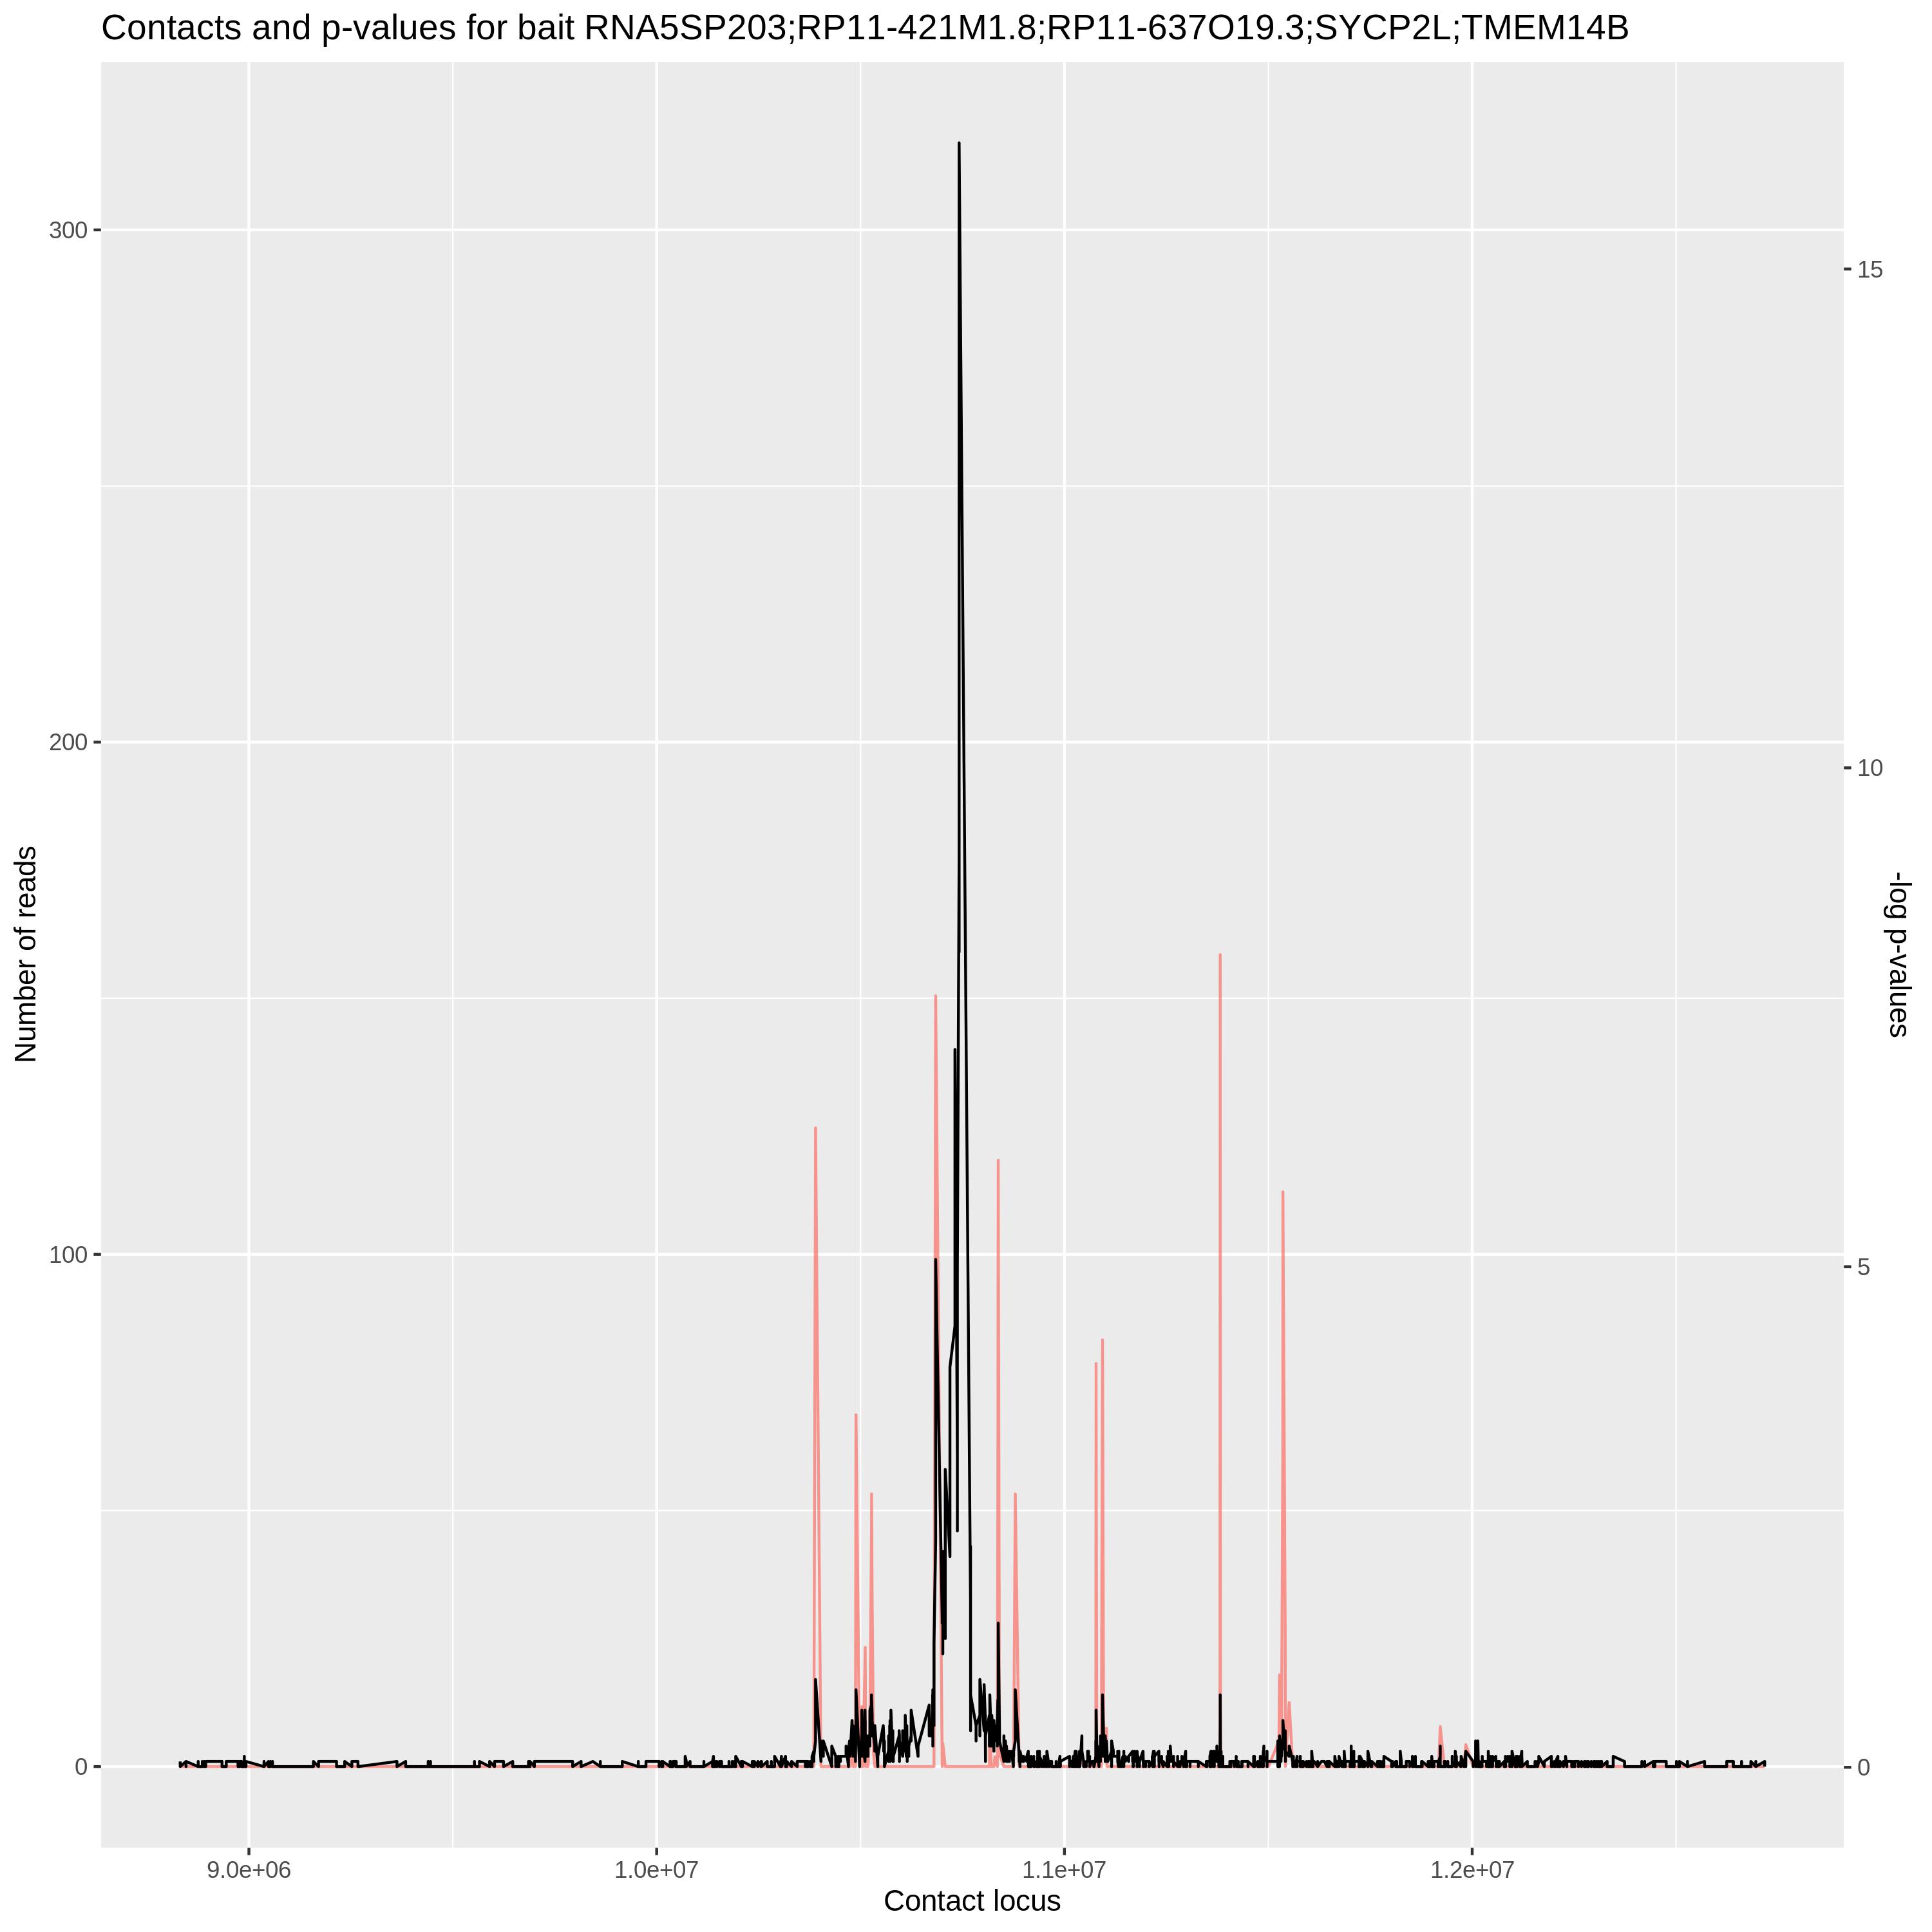 Contacts and p-values for bait RNA5SP203;RP11-421M1.8;RP11-637O19.3;SYCP2L;TMEM14B
Number of reads
300
200
100
0
15
10
5
0
-log p-values
9.0e+06
1.0e+07
1.1e+07
1.2e+07
Contact locus